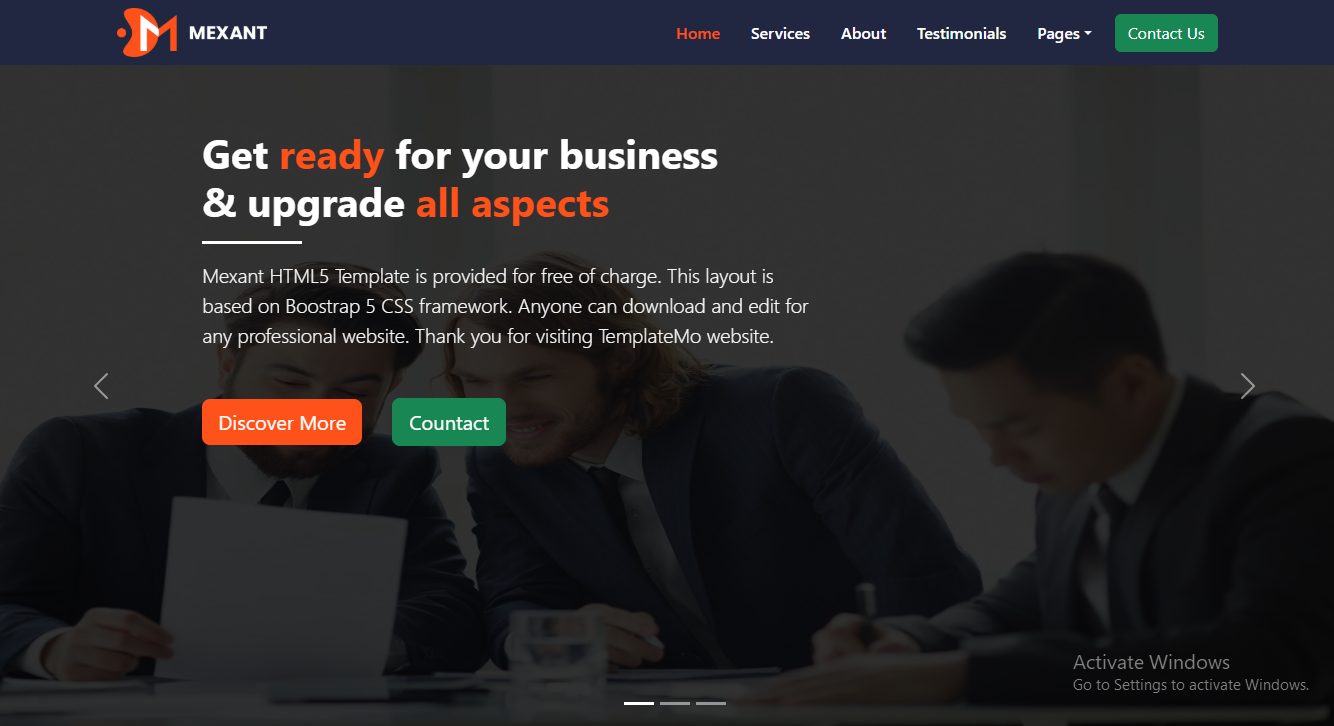 MEXANT
Home Services About Testimonials Pages Contact Us
Get ready for your business
& upgrade all aspects
Mexant HTML5 Template is provided for free of charge. This layout is
based on Boostrap 5 CSS framework. Anyone can download and edit for
any professional website. Thank you for visiting TemplateMo website.
Discover More Countact
Activate Windows
Go to Settings to activate Windows.